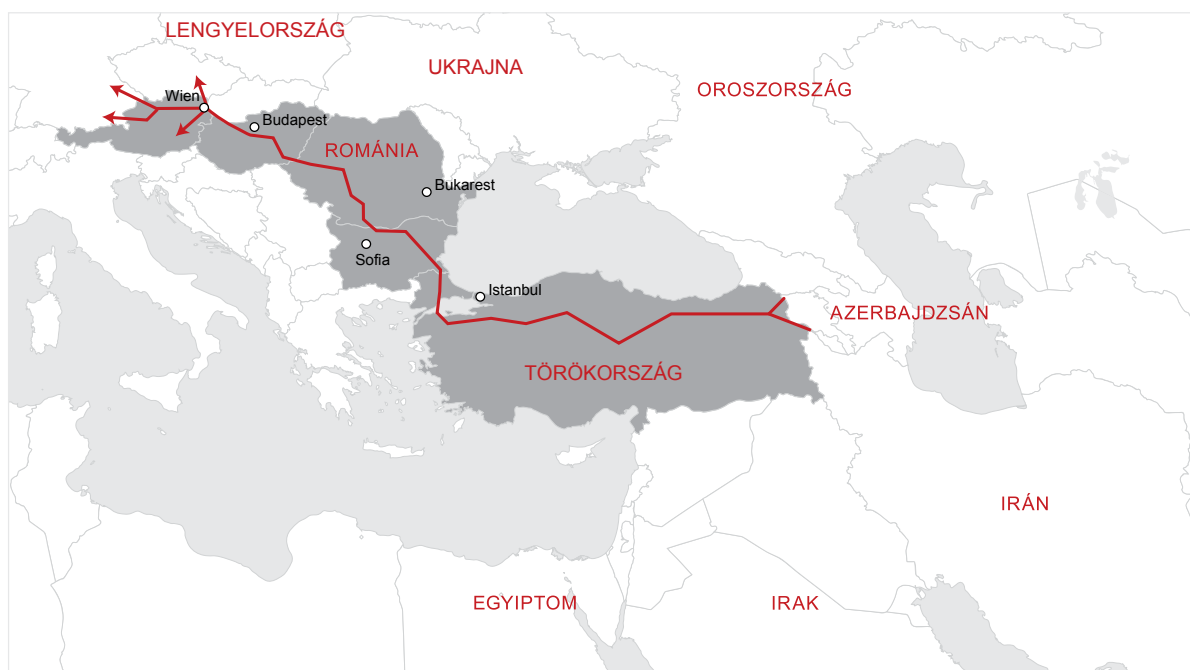 LENGYELORSZÁG
UKRAJNA
OROSZORSZÁG
Wien
Budapest
ROMÁNIA
Bukarest
Sofia
Istanbul
AZERBAJDZSÁN
TÖRÖKORSZÁG
IRÁN
EGYIPTOM
IRAK